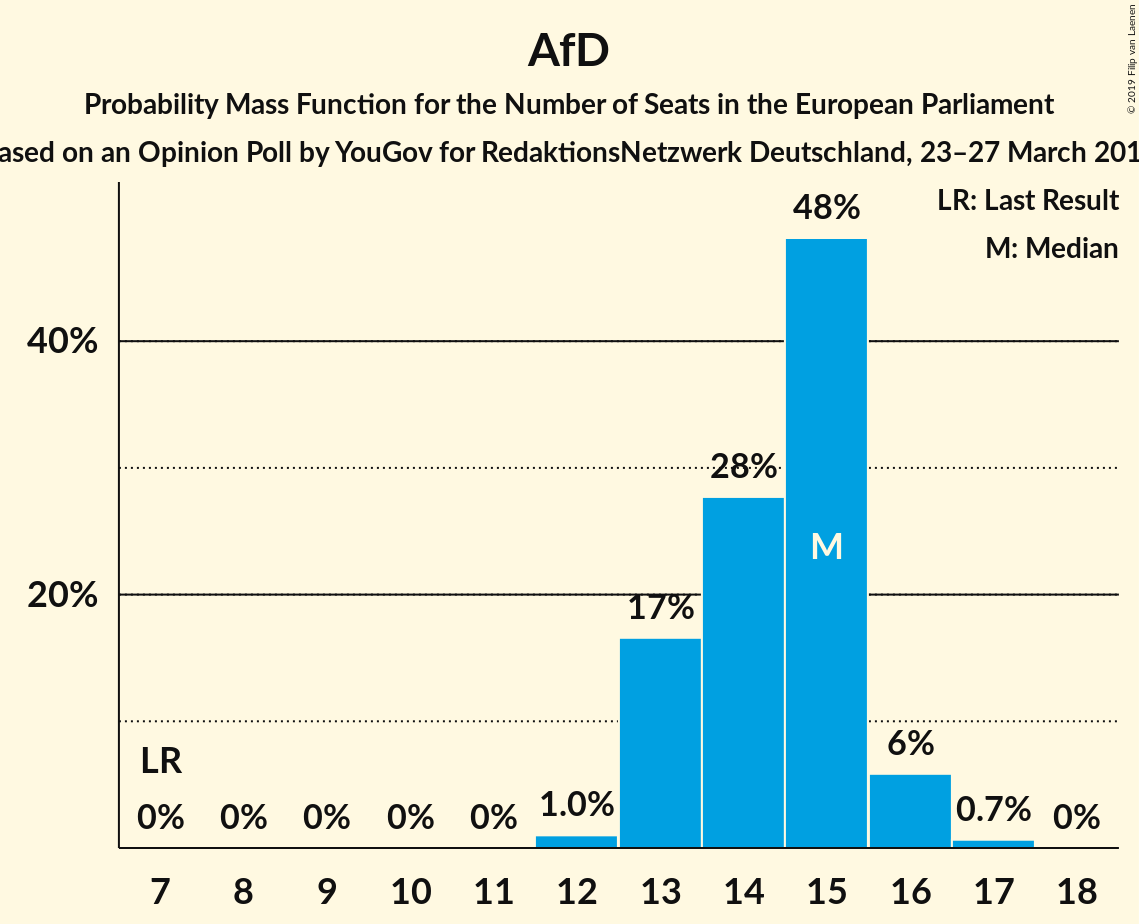 AfD
Probability Mass Function for the Number of Seats in the European Parliament
ased on an Opinion Poll by YouGov for RedaktionsNetzwerk Deutschland, 23–27 March 201
© 2019 Filip van Laenen
LR: Last Result
M: Median
48%
40%
28%
M
20%
17%
LR
6%
0% 0% 0% 0% 0% 1.0% 0.7% 0%
7 8 9 10 11 12 13 14 15 16 17 18